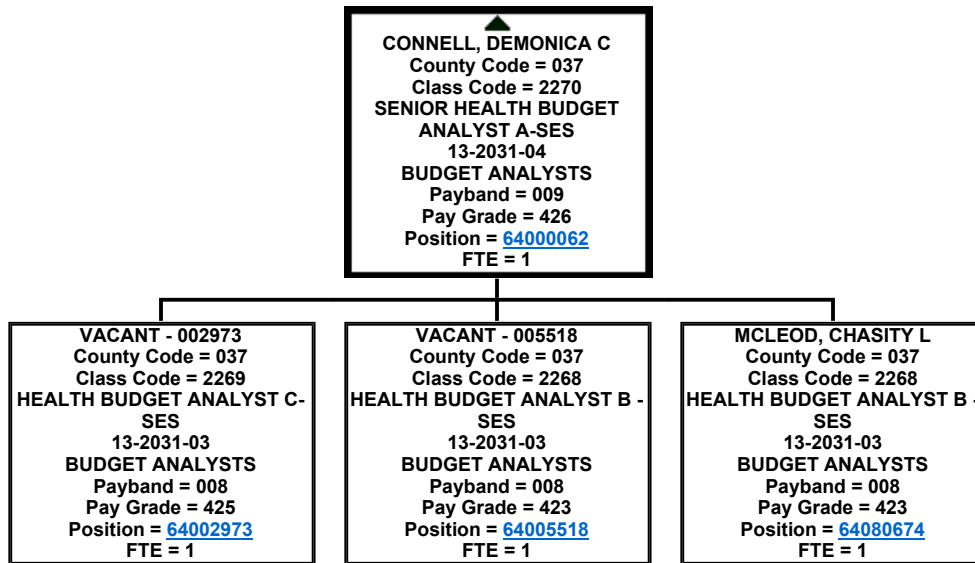 CONNELL, DEMONICA C
County Code = 037
Class Code = 2270
SENIOR HEALTH BUDGET
ANALYST A-SES
13-2031-04
BUDGET ANALYSTS
Payband = 009
Pay Grade = 426
Position = 64000062
FTE = 1
VACANT - 002973
County Code = 037
Class Code = 2269
HEALTH BUDGET ANALYST C-
SES
13-2031-03
BUDGET ANALYSTS
Payband = 008
Pay Grade = 425
Position = 64002973
FTE = 1
VACANT - 005518
County Code = 037
Class Code = 2268
HEALTH BUDGET ANALYST B -
SES
13-2031-03
BUDGET ANALYSTS
Payband = 008
Pay Grade = 423
Position = 64005518
FTE = 1
MCLEOD, CHASITY L
County Code = 037
Class Code = 2268
HEALTH BUDGET ANALYST B -
SES
13-2031-03
BUDGET ANALYSTS
Payband = 008
Pay Grade = 423
Position = 64080674
FTE = 1